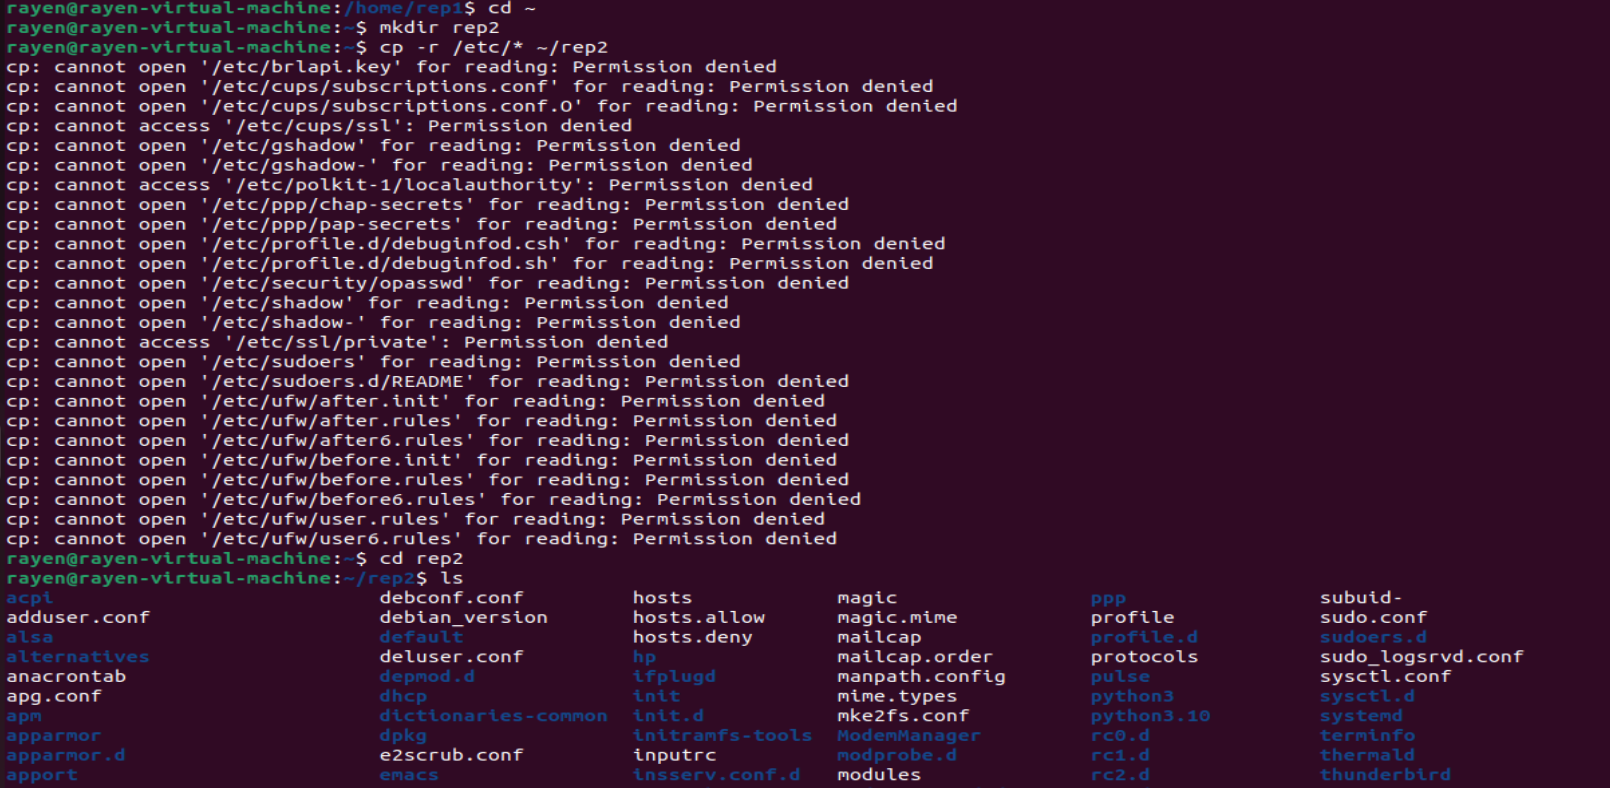 rayen@rayen-virtual-machine:/home/rep1$ cd ~
rayen@rayen-virtual-machine:~$ mkdir rep2
rayen@rayen-virtual-machine:~$ cp -r /etc/* ~/rep2
cp: cannot open '/etc/brlapi.key' for reading: Permission denied
cp: cannot open '/etc/cups/subscriptions.conf' for reading: Permission denied
cp: cannot open '/etc/cups/subscriptions.conf.O' for reading: Permission denied
cp: cannot access '/etc/cups/ssl': Permission denied
cp: cannot open '/etc/gshadow' for reading: Permission denied
cp: cannot open '/etc/gshadow-' for reading: Permission denied
cp: cannot access '/etc/polkit-1/localauthority': Permission denied
cp: cannot open '/etc/ppp/chap-secrets' for reading: Permission denied
cp: cannot open '/etc/ppp/pap-secrets' for reading: Permission denied
cp: cannot open '/etc/profile.d/debuginfod.csh' for reading: Permission denied
cp: cannot open '/etc/profile.d/debuginfod.sh' for reading: Permission denied
cp: cannot open '/etc/security/opasswd' for reading: Permission denied
cp: cannot open '/etc/shadow' for reading: Permission denied
cp: cannot open '/etc/shadow-' for reading: Permission denied
cp: cannot access '/etc/ssl/private': Permission denied
cp: cannot open '/etc/sudoers' for reading: Permission denied
cp: cannot open '/etc/sudoers.d/README' for reading: Permission denied
cp: cannot open '/etc/ufw/after.init' for reading: Permission denied
cp: cannot open '/etc/ufw/after.rules' for reading: Permission denied
cp: cannot open '/etc/ufw/after6.rules' for reading: Permission denied
cp: cannot open '/etc/ufw/before.init' for reading: Permission denied
cp: cannot open '/etc/ufw/before.rules' for reading: Permission denied
cp: cannot open '/etc/ufw/before6.rules' for reading: Permission denied
cp: cannot open '/etc/ufw/user.rules' for reading: Permission denied
cp: cannot open '/etc/ufw/user6.rules' for reading: Permission denied
rayen@rayen-virtual-machine:~$ cd rep2
rayen@rayen-virtual-machine:~/rep2$ ls
acpi debconf.conf hosts magic ppp subuid-
adduser.conf debian_version hosts.allow magic.mime profile sudo.conf
alsa default hosts.deny mailcap profile.d sudoers.d
alternatives deluser.conf hp mailcap.order protocols sudo_logsrvd.conf
anacrontab depmod.d ifplugd manpath.config pulse sysctl.conf
apg.conf dhcp init mime.types python3 sysctl.d
apm dictionaries-common init.d mke2fs.conf python3.10 systemd
apparmor dpkg initramfs-tools ModemManager rc0.d terminfo
apparmor.d e2scrub.conf inputrc modprobe.d rc1.d thermald
apport emacs insserv.conf.d modules rc2.d thunderbird